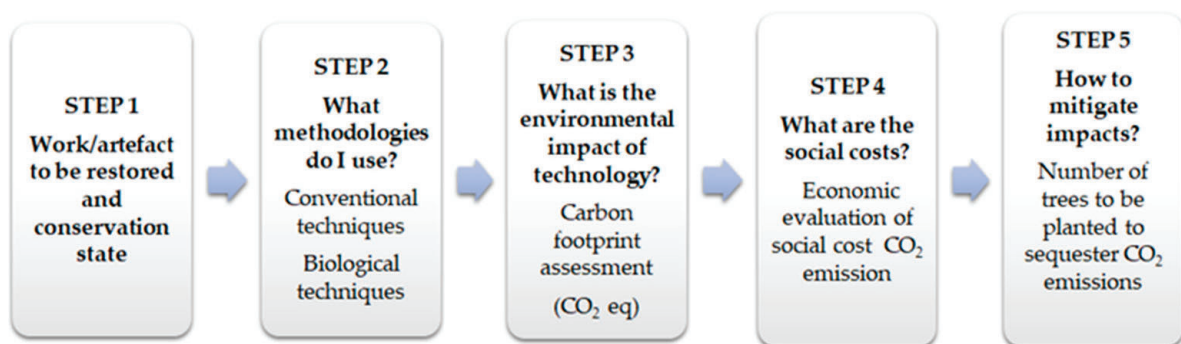 STEP 1
Work/artefact
to be restored
and
conservation
state
STEP 2
What
methodologies
do I use?
Conventional
techniques
Biological
techniques
STEP 3
What is the
environmental
impact of
technology?
Carbon
footprint
assessment
(CO₂ eq)
STEP 4
What are the
social costs?
Economic
evaluation of
social cost CO₂
emission
STEP 5
How to
mitigate
impacts?
Number of
trees to be
planted to
sequester CO₂
emissions